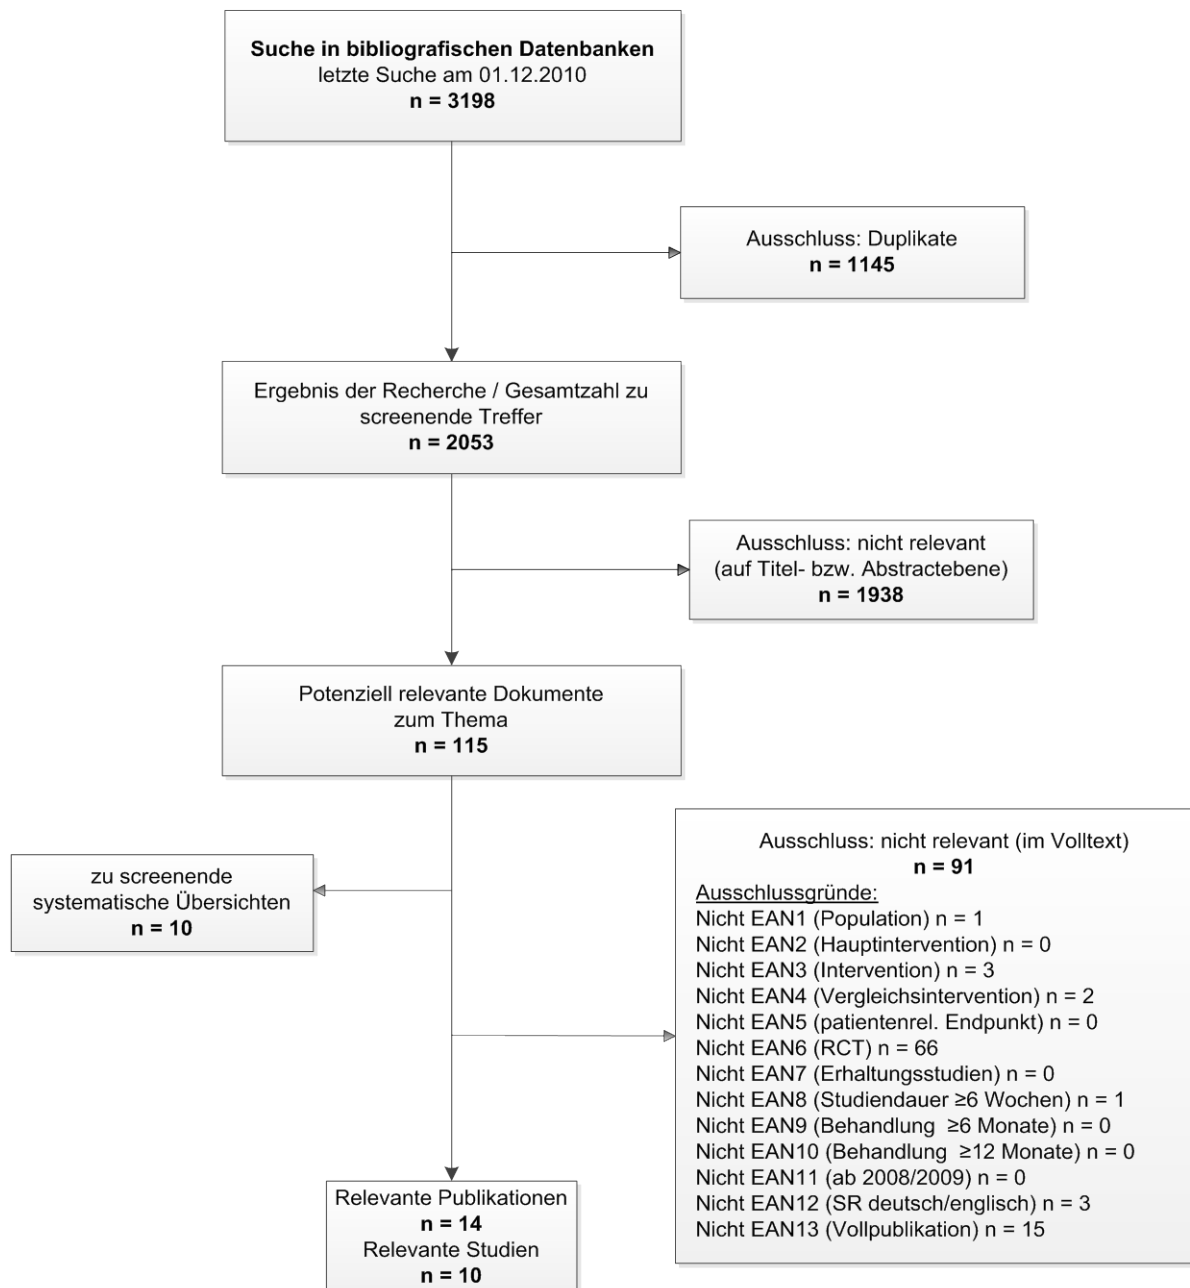 Suche in bibliografischen Datenbanken
letzte Suche am 01.12.2010
n = 3198
Ausschluss: Duplikate
n = 1145
Ergebnis der Recherche / Gesamtzahl zu
screenende Treffer
n = 2053
Ausschluss: nicht relevant
(auf Titel- bzw. Abstractebene)
n = 1938
Potenziell relevante Dokumente
zum Thema
n = 115
zu screenende
systematische Übersichten
n = 10
Ausschluss: nicht relevant (im Volltext)
n = 91
Ausschlussgründe:
Nicht EAN1 (Population) n = 1
Nicht EAN2 (Hauptintervention) n = 0
Nicht EAN3 (Intervention) n = 3
Nicht EAN4 (Vergleichsintervention) n = 2
Nicht EAN5 (patientenrel. Endpunkt) n = 0
Nicht EAN6 (RCT) n = 66
Nicht EAN7 (Erhaltungsstudien) n = 0
Nicht EAN8 (Studiendauer ≥6 Wochen) n = 1
Nicht EAN9 (Behandlung ≥6 Monate) n = 0
Nicht EAN10 (Behandlung ≥12 Monate) n = 0
Nicht EAN11 (ab 2008/2009) n = 0
Nicht EAN12 (SR deutsch/englisch) n = 3
Nicht EAN13 (Vollpublikation) n = 15
Relevante Publikationen
n = 14
Relevante Studien
n = 10